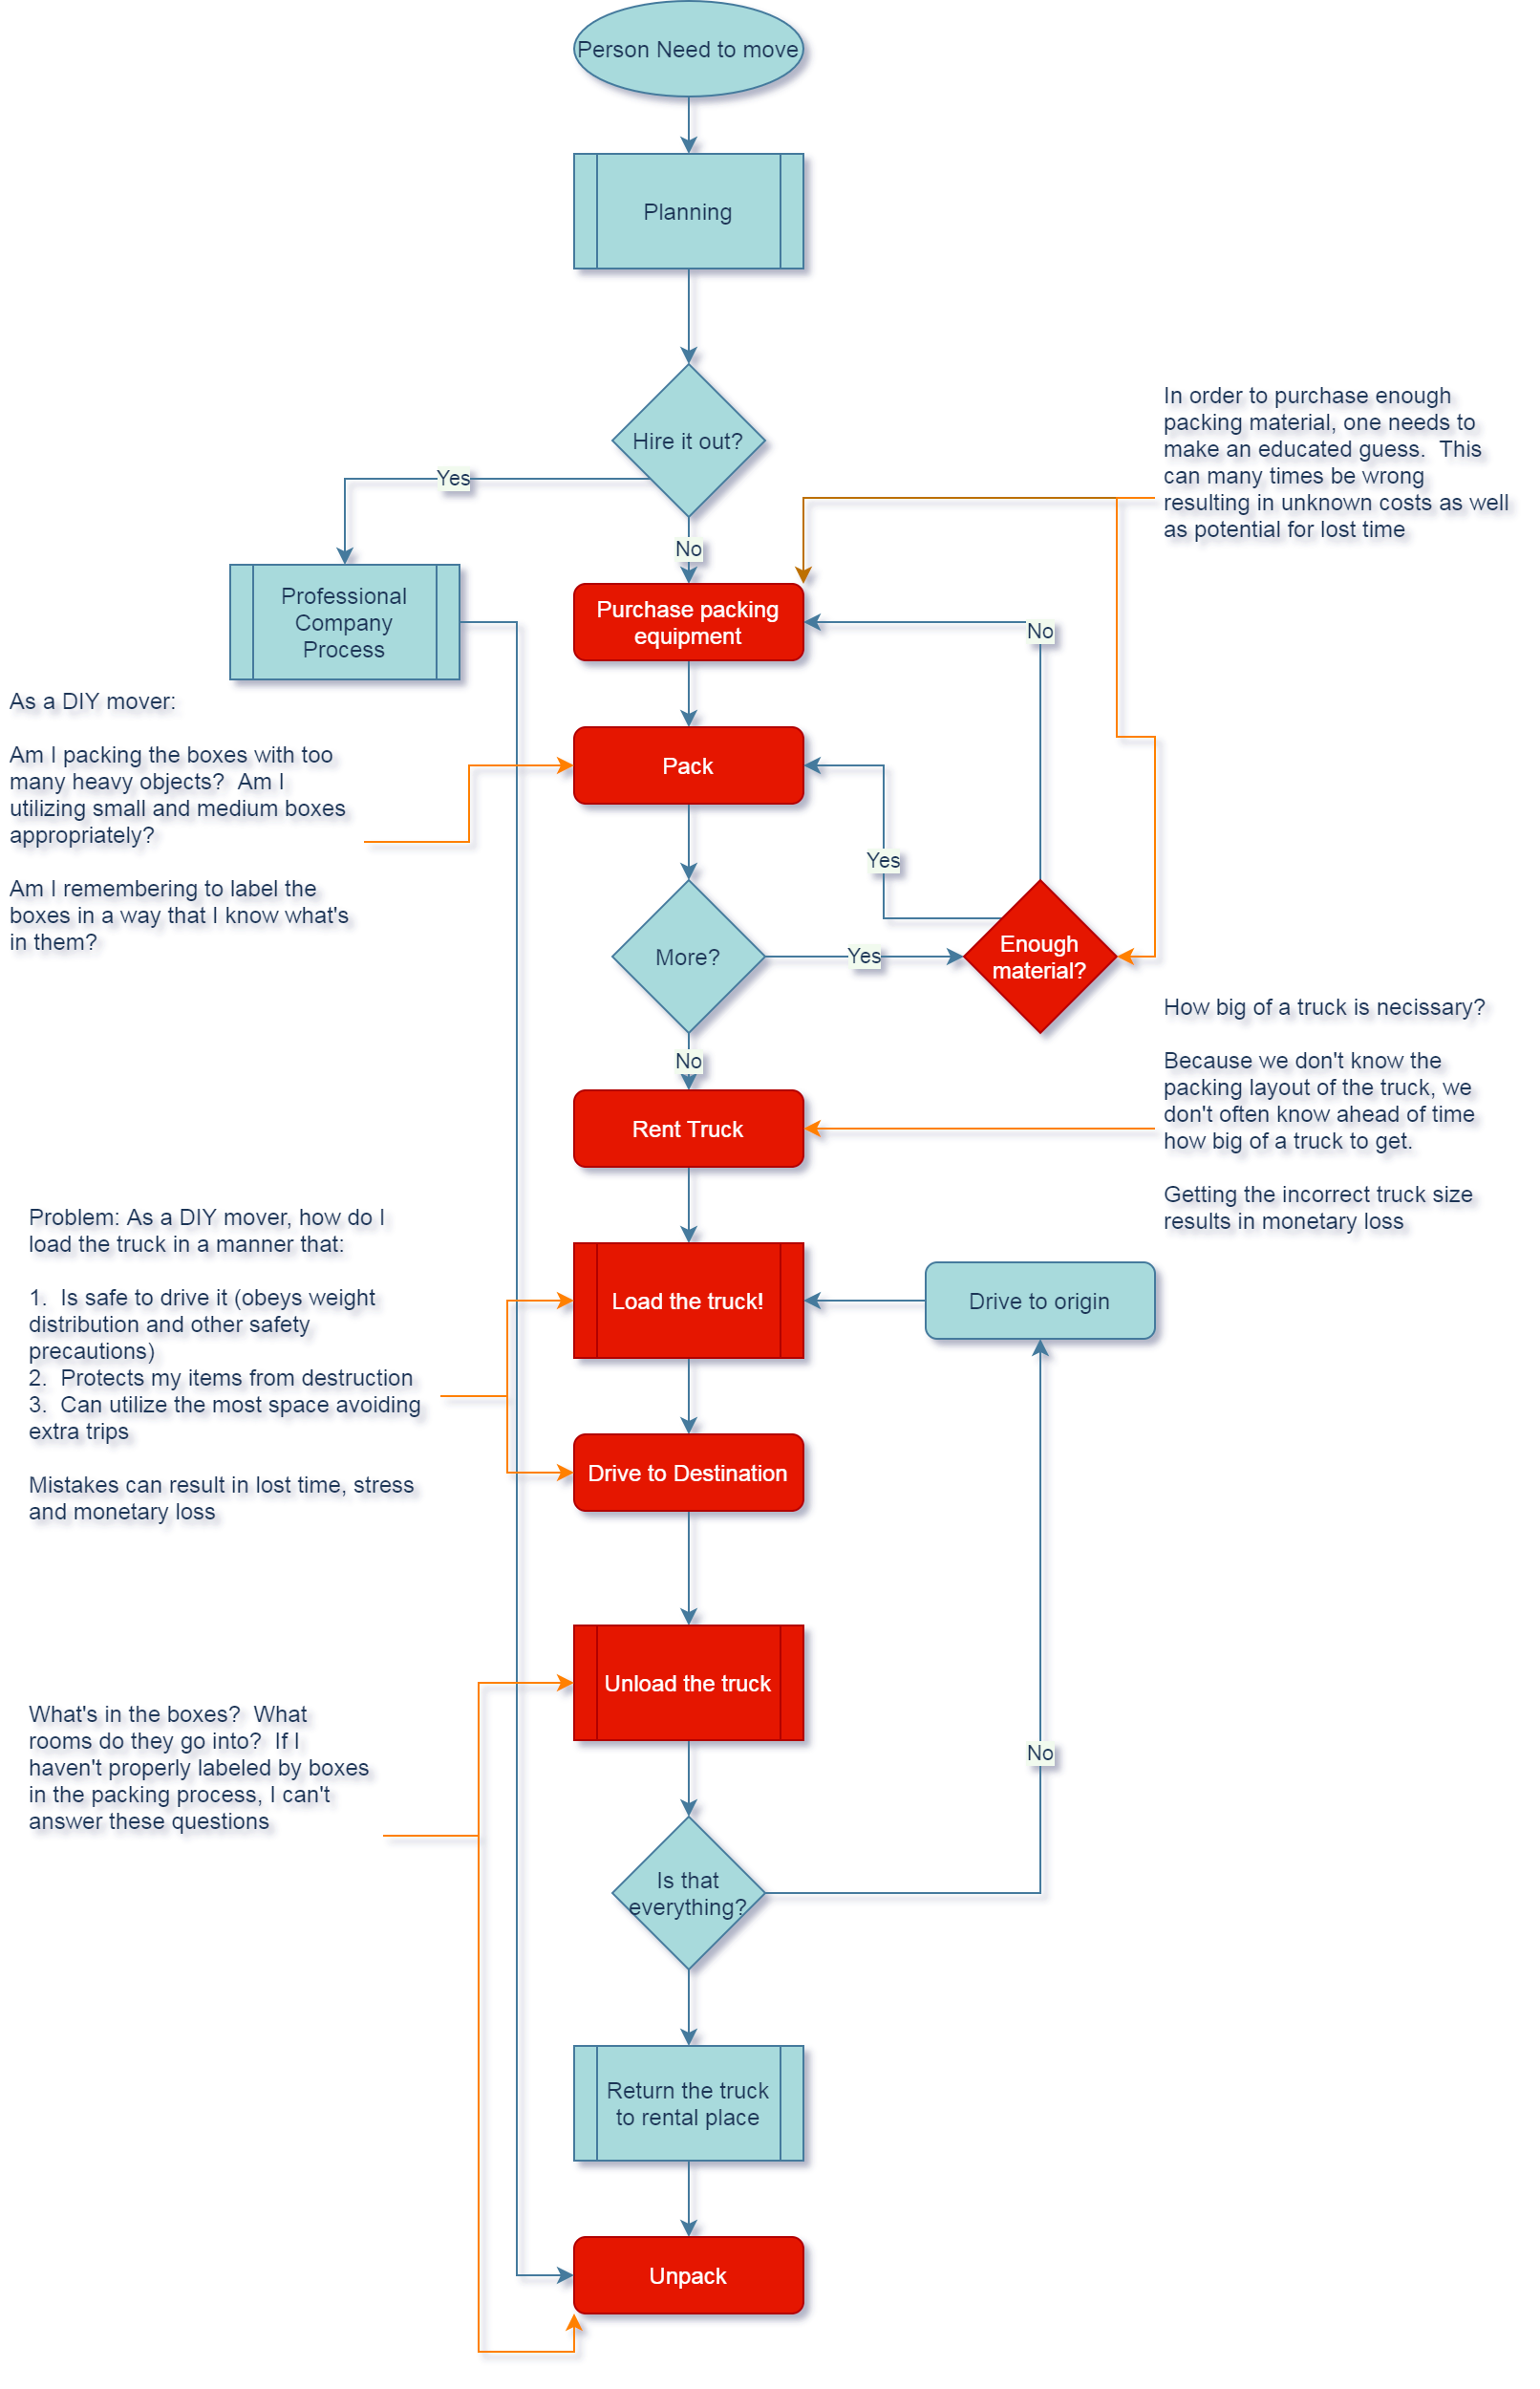 Person Need to move
Planning
Hire it out?
In order to purchase enough
packing material, one needs to
make an educated guess.  This
can many times be wrong
resulting in unknown costs as well
as potential for lost time
Yes
No
Professional
Company
Process
Purchase packing
equipment
No
As a DIY mover:
Am I packing the boxes with too
many heavy objects?  Am I
utilizing small and medium boxes
appropriately?
Am I remembering to label the
boxes in a way that I know what's
in them?
Pack
Yes
More?
Yes
Enough
material?
No
How big of a truck is necissary?
Because we don't know the
packing layout of the truck, we
don't often know ahead of time
how big of a truck to get.
Getting the incorrect truck size
results in monetary loss
Rent Truck
Problem: As a DIY mover, how do I
load the truck in a manner that:
1.  Is safe to drive it (obeys weight
distribution and other safety
precautions)
2.  Protects my items from destruction
3.  Can utilize the most space avoiding
extra trips
Mistakes can result in lost time, stress
and monetary loss
Load the truck!
Drive to origin
Drive to Destination
Unload the truck
What's in the boxes?  What
rooms do they go into?  If I
haven't properly labeled by boxes
in the packing process, I can't
answer these questions
No
Is that
everything?
Return the truck
to rental place
Unpack